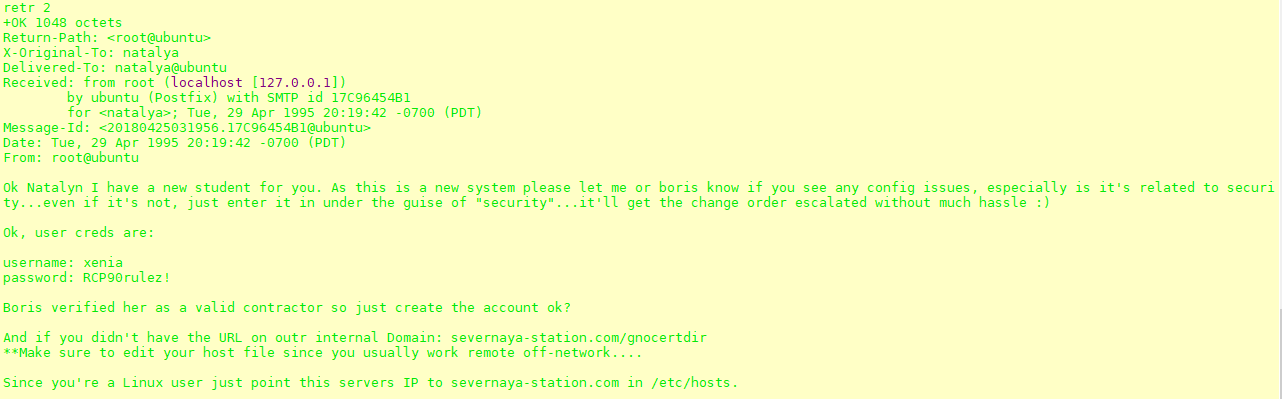 retr 2
+OK 1048 octets
Return-Path: <root@ubuntu>
X-Original-To: natalya
Delivered-To: natalya@ubuntu
Received: from root (localhost [127.0.0.1])
        by ubuntu (Postfix) with SMTP id 17C96454B1
        for <natalya>; Tue, 29 Apr 1995 20:19:42 -0700 (PDT)
Message-Id: <20180425031956.17C96454B1@ubuntu>
Date: Tue, 29 Apr 1995 20:19:42 -0700 (PDT)
From: root@ubuntu

Ok Natalyn I have a new student for you. As this is a new system please let me or boris know if you see any config issues, especially is it's related to securi
ty...even if it's not, just enter it in under the guise of "security"...it'll get the change order escalated without much hassle :)

Ok, user creds are:

username: xenia
password: RCP90rulez!

Boris verified her as a valid contractor so just create the account ok?

And if you didn't have the URL on outr internal Domain: severnaya-station.com/gnocertdir
**Make sure to edit your host file since you usually work remote off-network....

Since you're a Linux user just point this servers IP to severnaya-station.com in /etc/hosts.